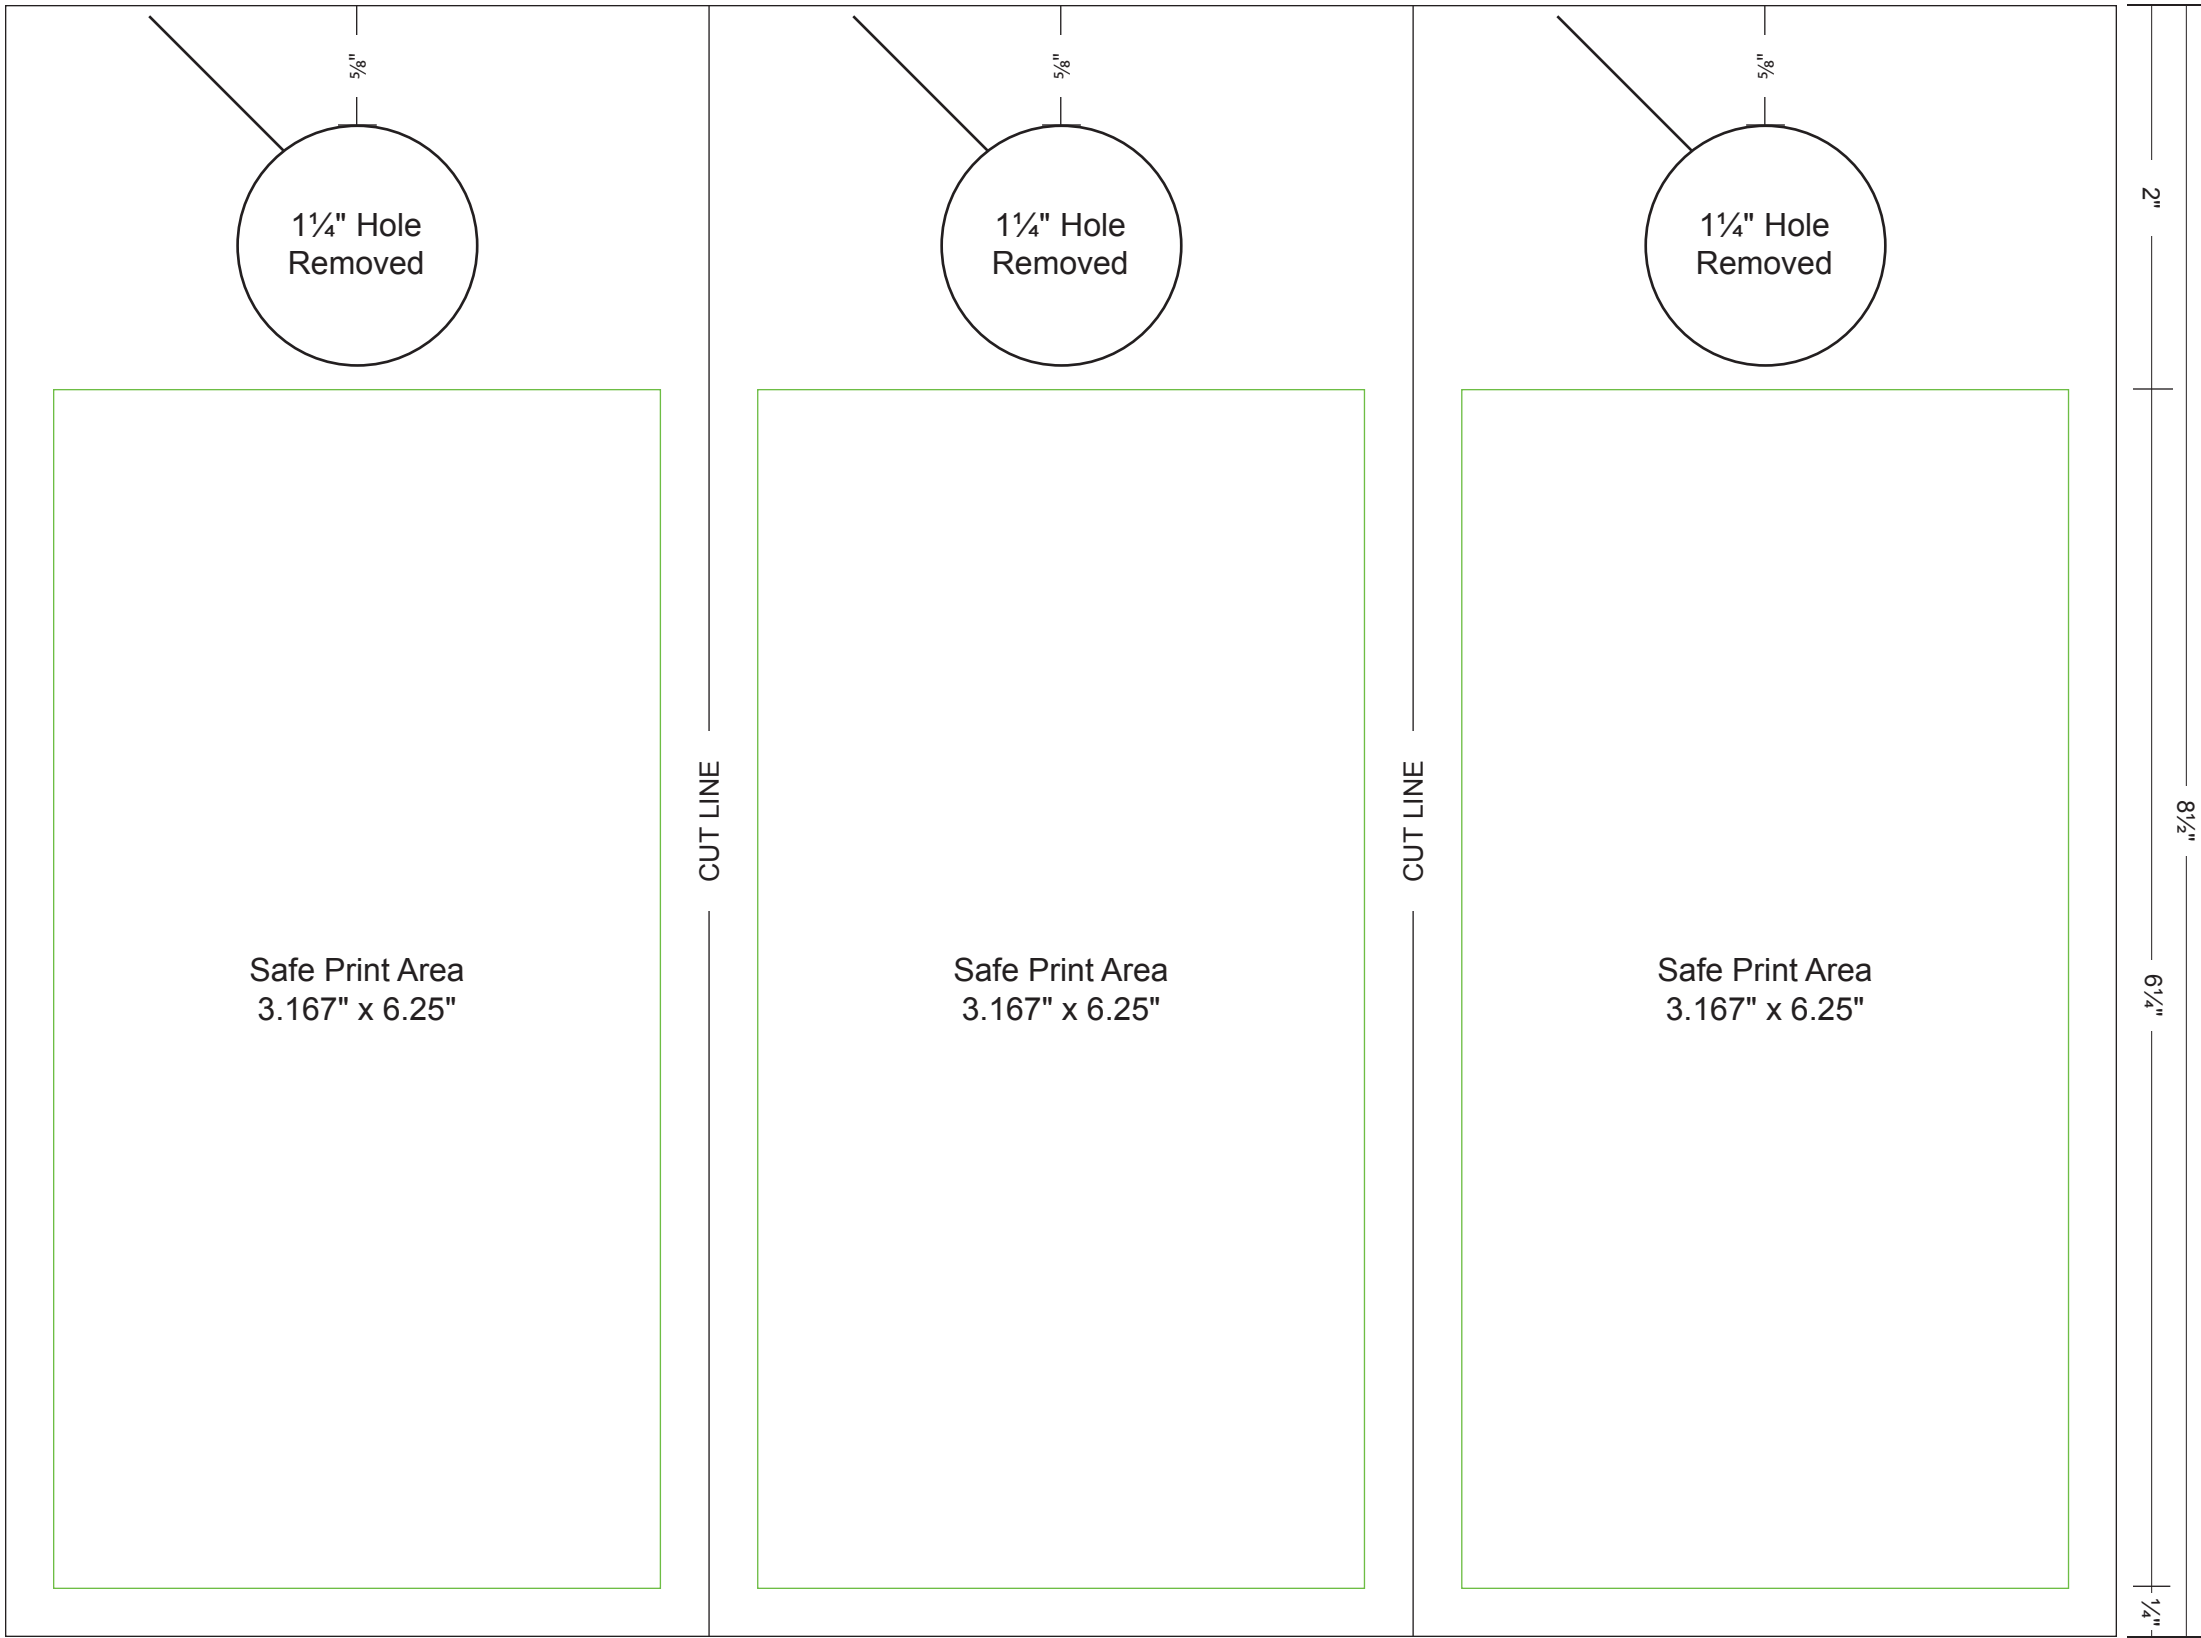 ⅝"
⅝"
⅝"
1¼" Hole
Removed
1¼" Hole
Removed
1¼" Hole
Removed
2"
CUT LINE
CUT LINE
8½"
Safe Print Area
3.167" x 6.25"
Safe Print Area
3.167" x 6.25"
Safe Print Area
3.167" x 6.25"
6¼"
¼"